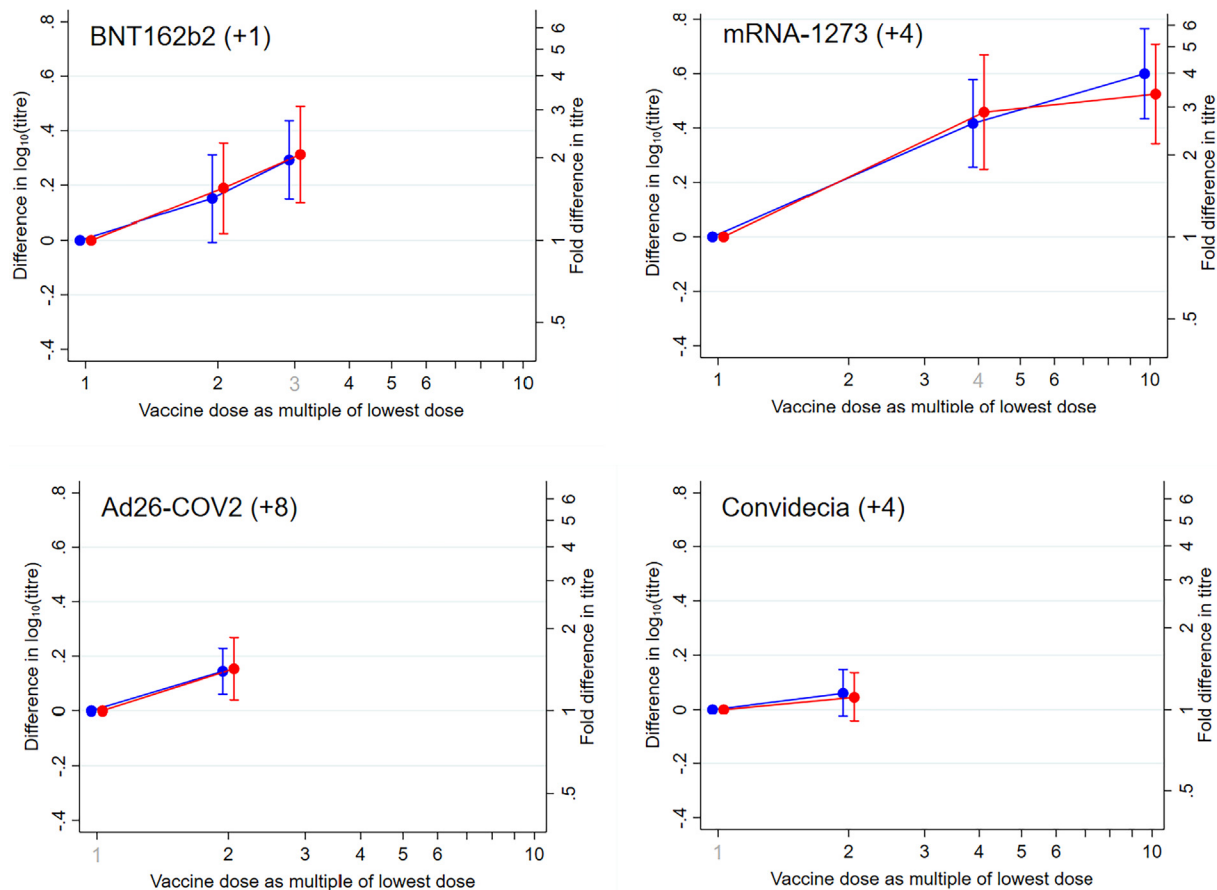 BNT162b2 (+1)
Difference in log₁₀(titre)
.8
.6
.4
.2
0
-.2
-.4
6
5
4
3
2
1
.5
Fold difference in titre
1 2 3 4 5 6 10
Vaccine dose as multiple of lowest dose
mRNA-1273 (+4)
Difference in log₁₀(titre)
.8
.6
.4
.2
0
-.2
-.4
6
5
4
3
2
1
.5
Fold difference in titre
1 2 3 4 5 6 10
Vaccine dose as multiple of lowest dose
Ad26-COV2 (+8)
Difference in log₁₀(titre)
.8
.6
.4
.2
0
-.2
-.4
6
5
4
3
2
1
.5
Fold difference in titre
1 2 3 4 5 6 10
Vaccine dose as multiple of lowest dose
Convidecia (+4)
Difference in log₁₀(titre)
.8
.6
.4
.2
0
-.2
-.4
6
5
4
3
2
1
.5
Fold difference in titre
1 2 3 4 5 6 10
Vaccine dose as multiple of lowest dose